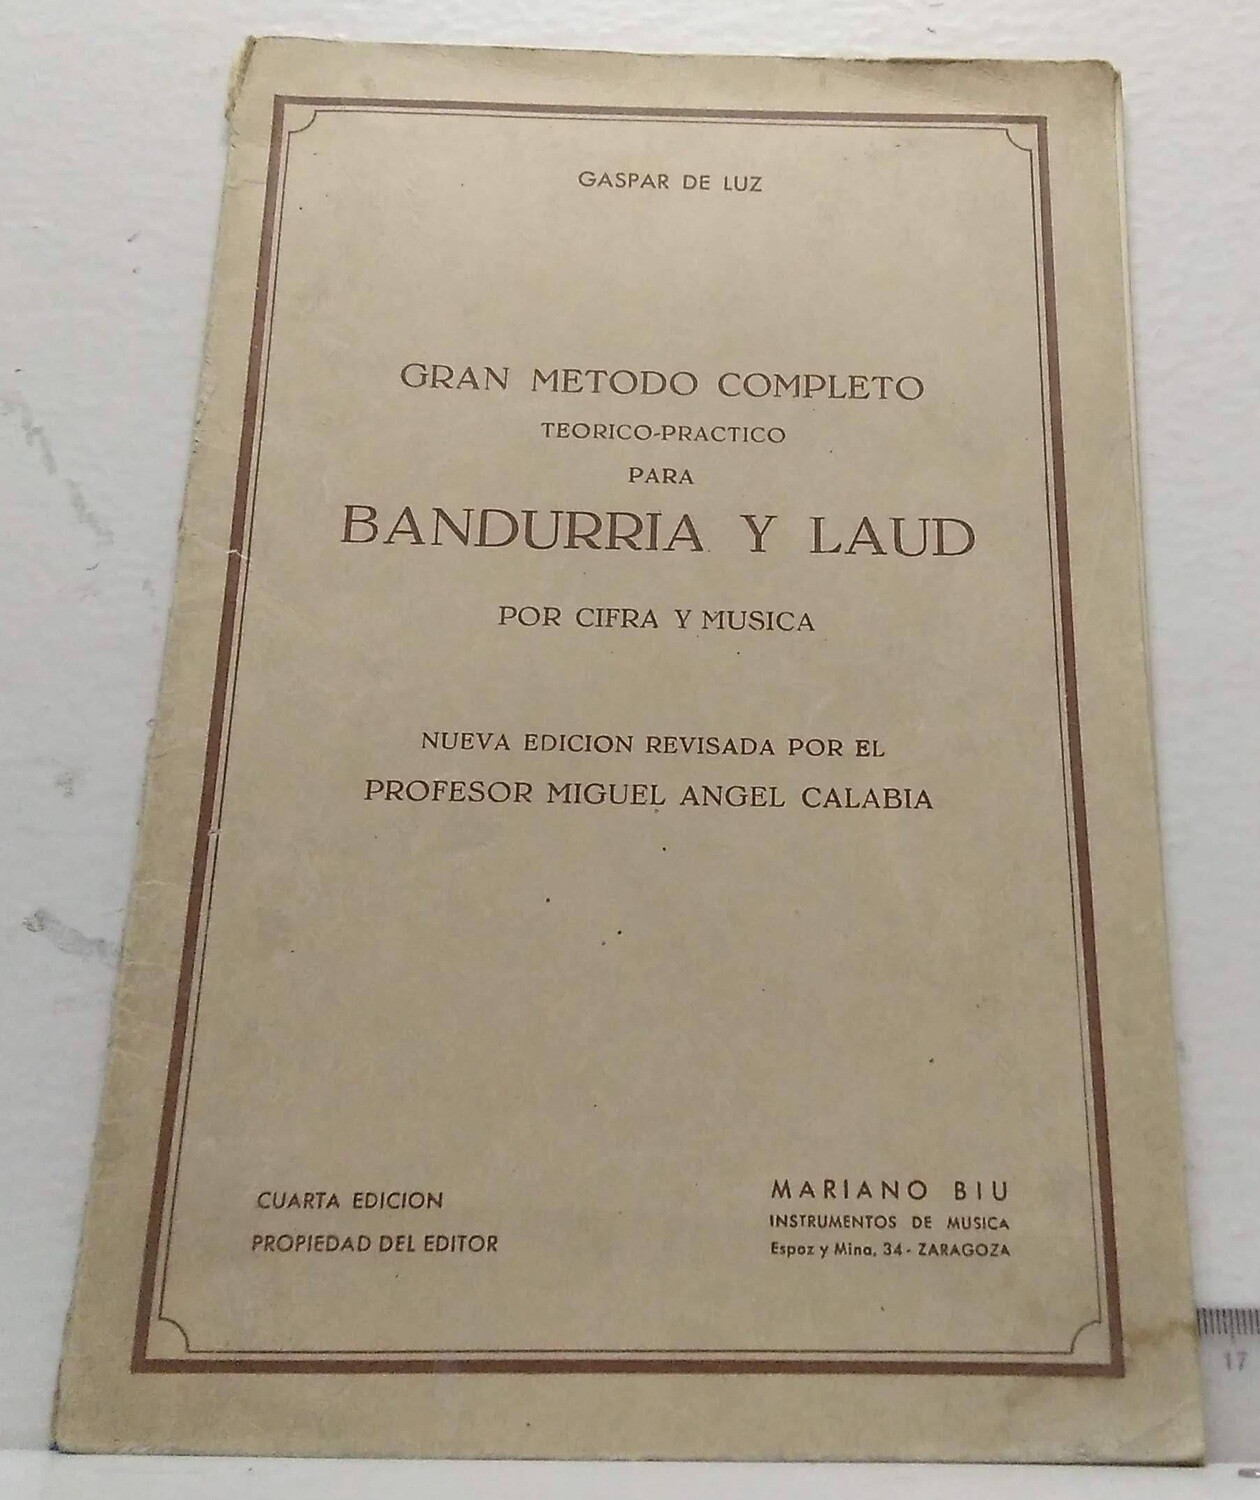 GASPAR DE LUZ
GRAN METODO COMPLETO
TEORICO-PRACTICO
PARA
BANDURRIA Y LAUD
POR CIFRA Y MUSICA
NUEVA EDICION REVISADA POR EL
PROFESOR MIGUEL ANGEL CALABIA
CUARTA EDICION
PROPIEDAD DEL EDITOR
MARIANO BIU
INSTRUMENTOS DE MUSICA
Espoz y Mina, 34 - ZARAGOZA
17